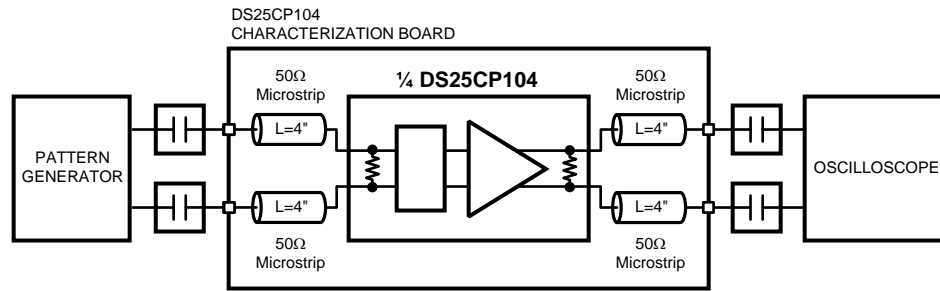 DS25CP104
CHARACTERIZATION BOARD
50Ω
Microstrip
¼ DS25CP104
50Ω
Microstrip
L=4"
L=4"
PATTERN
GENERATOR
OSCILLOSCOPE
L=4"
L=4"
50Ω
Microstrip
50Ω
Microstrip